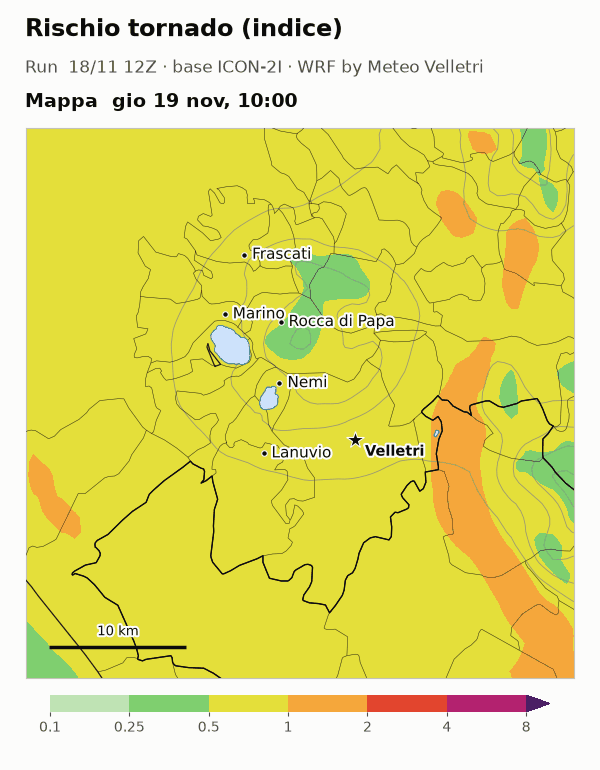 Rischio tornado (indice)
Run  18/11 12Z · base ICON-2I · WRF by Meteo Velletri
Mappa  gio 19 nov, 10:00
Frascati
Marino
Rocca di Papa
Nemi
Lanuvio
Velletri
10 km
0.1 0.25 0.5 1 2 4 8